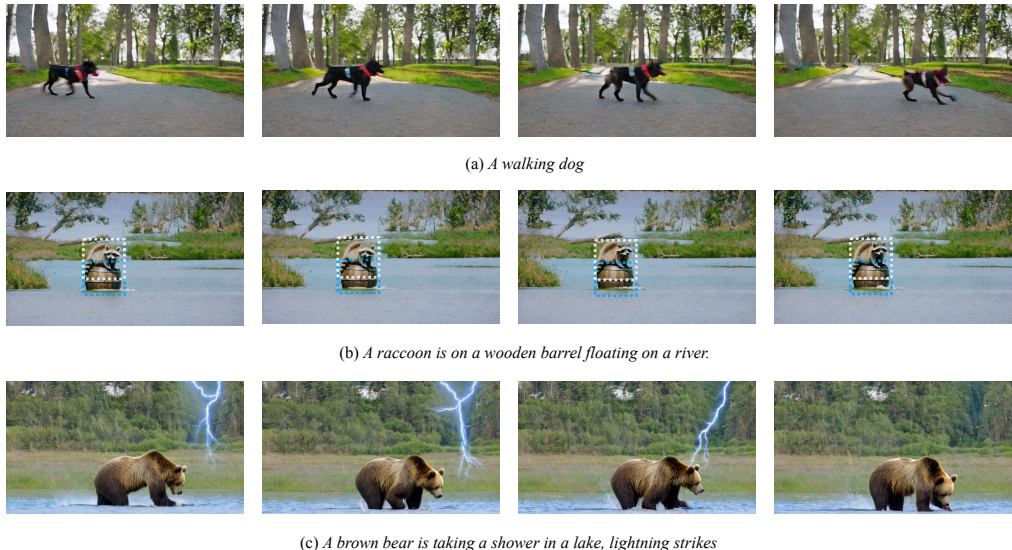 (a) A walking dog
(b) A raccoon is on a wooden barrel floating on a river.
(c) A brown bear is taking a shower in a lake, lightning strikes